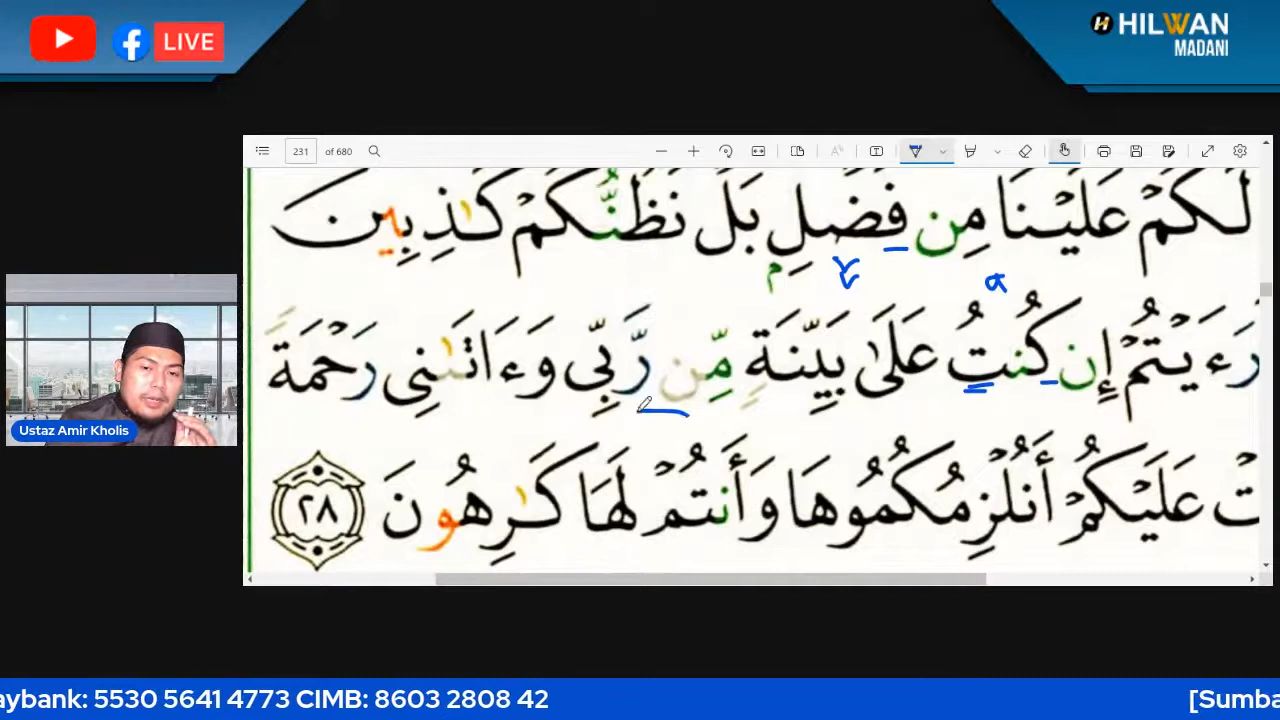 LIVE
HILWAN
MADANI
231 of 680
لَكُمْ عَلَيْنَا مِن فَضْلٍ بَلْ نَظُنُّكُمْ كَٰذِبِينَ
رَءَيْتُمْ إِن كُنتُ عَلَىٰ بَيِّنَةٍ مِّن رَّبِّى وَءَاتَىٰنِى رَحْمَةً
تْ عَلَيْكُمْ أَنُلْزِمُكُمُوهَا وَأَنتُمْ لَهَا كَٰرِهُونَ ٢٨
Ustaz Amir Kholis
aybank: 5530 5641 4773 CIMB: 8603 2808 42
[Sumba